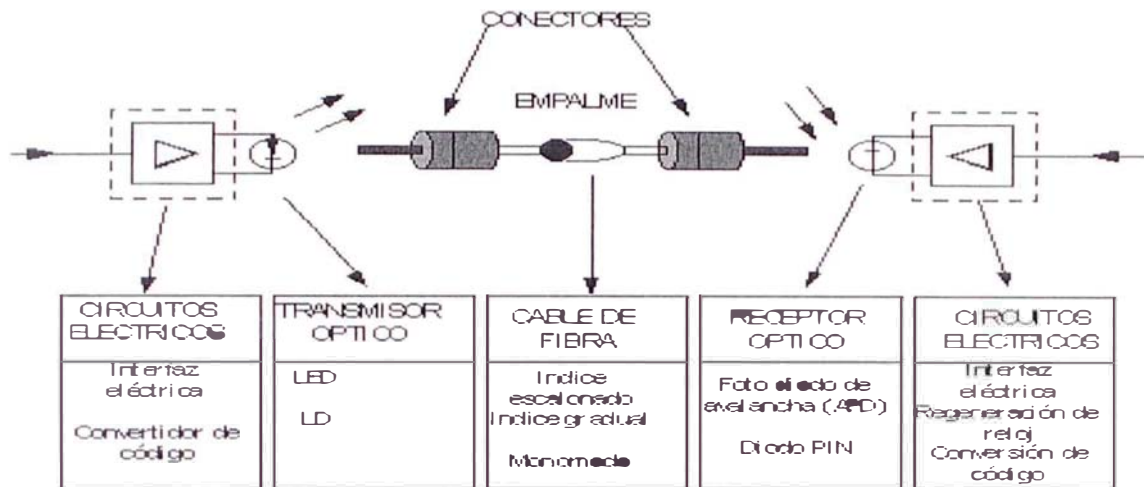 CONECTORES
EMPALME
CIRCUITOS
ELECTRICOS
Interfaz
eléctrica
Convertidor de
código
TRANSMISOR
OPTICO
LED
LD
CABLE DE
FIBRA
Indice
escalonado
Indice gradual
Monomodo
RECEPTOR
OPTICO
Foto diodo de
avalancha (APD)
Diodo PIN
CIRCUITOS
ELECTRICOS
Interfaz
eléctrica
Regeneración de
reloj
Conversión de
código